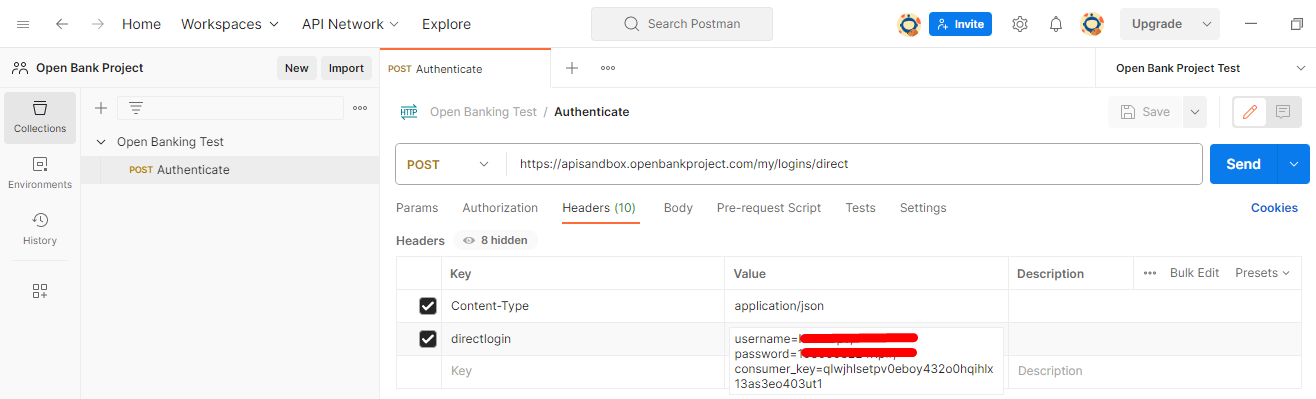 Home Workspaces API Network Explore Search Postman Invite Upgrade
Open Bank Project New Import POST Authenticate Open Bank Project Test
Collections
Environments
History
Open Banking Test
POST Authenticate
HTTP Open Banking Test / Authenticate Save
POST https://apisandbox.openbankproject.com/my/logins/direct Send
Params Authorization Headers (10) Body Pre-request Script Tests Settings Cookies
Headers 8 hidden
Key Value Description Bulk Edit Presets
Content-Type application/json
directlogin username=
password=
consumer_key=qlwjhlsetpv0eboy432o0hqihlx
13as3eo403ut1
Key Description